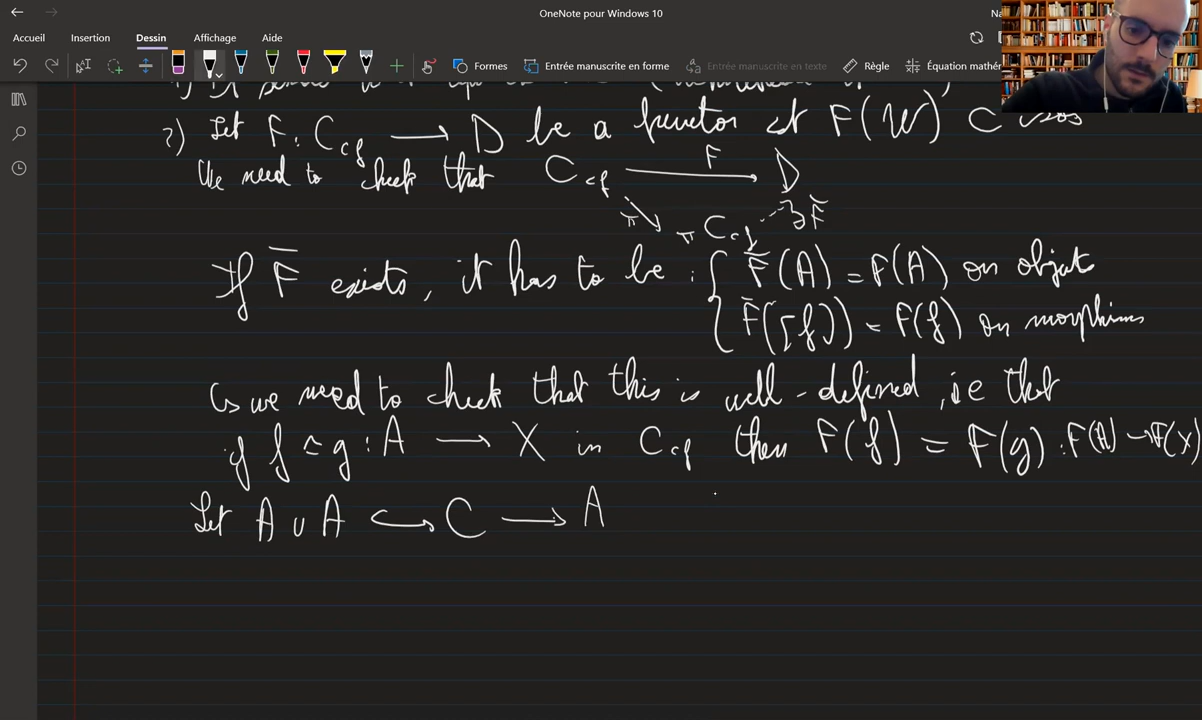 OneNote pour Windows 10
Accueil Insertion Dessin Affichage Aide
Formes Entrée manuscrite en forme Entrée manuscrite en texte Règle Équation mathé
2) Let F : C_cf ⟶ D be a functor st F(W) ⊂ isos
We need to check that C_cf ⟶ D
F
π π C_cf ∃ F̄
If F̄ exists, it has to be : { F̄(A) = F(A) on objects
F̄([f]) = F(f) on morphisms
↳ we need to check that this is well-defined, ie that
if f ~ g : A ⟶ X in C_cf then F(f) = F(g) : F(A) → F(X)
Let A ∪ A ↪ C ⟶ A